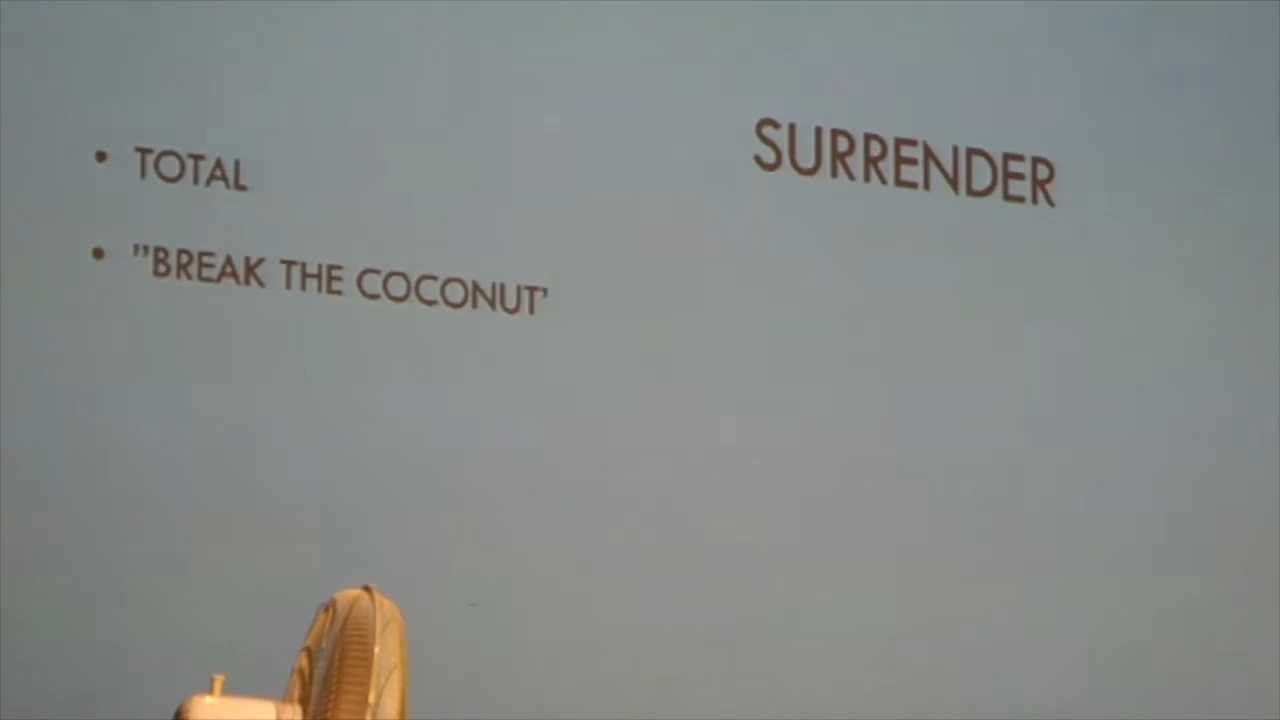 SURRENDER
• TOTAL
• ”BREAK THE COCONUT’